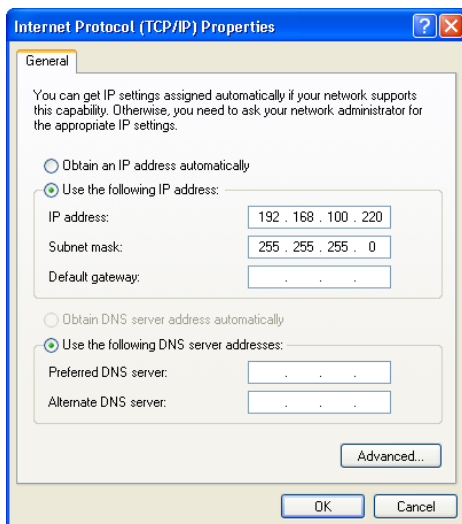 Internet Protocol (TCP/IP) Properties
General
You can get IP settings assigned automatically if your network supports
this capability. Otherwise, you need to ask your network administrator for
the appropriate IP settings.
Obtain an IP address automatically
Use the following IP address:
IP address: 192 . 168 . 100 . 220
Subnet mask: 255 . 255 . 255 . 0
Default gateway: . . .
Obtain DNS server address automatically
Use the following DNS server addresses:
Preferred DNS server: . . .
Alternate DNS server: . . .
Advanced...
OK Cancel